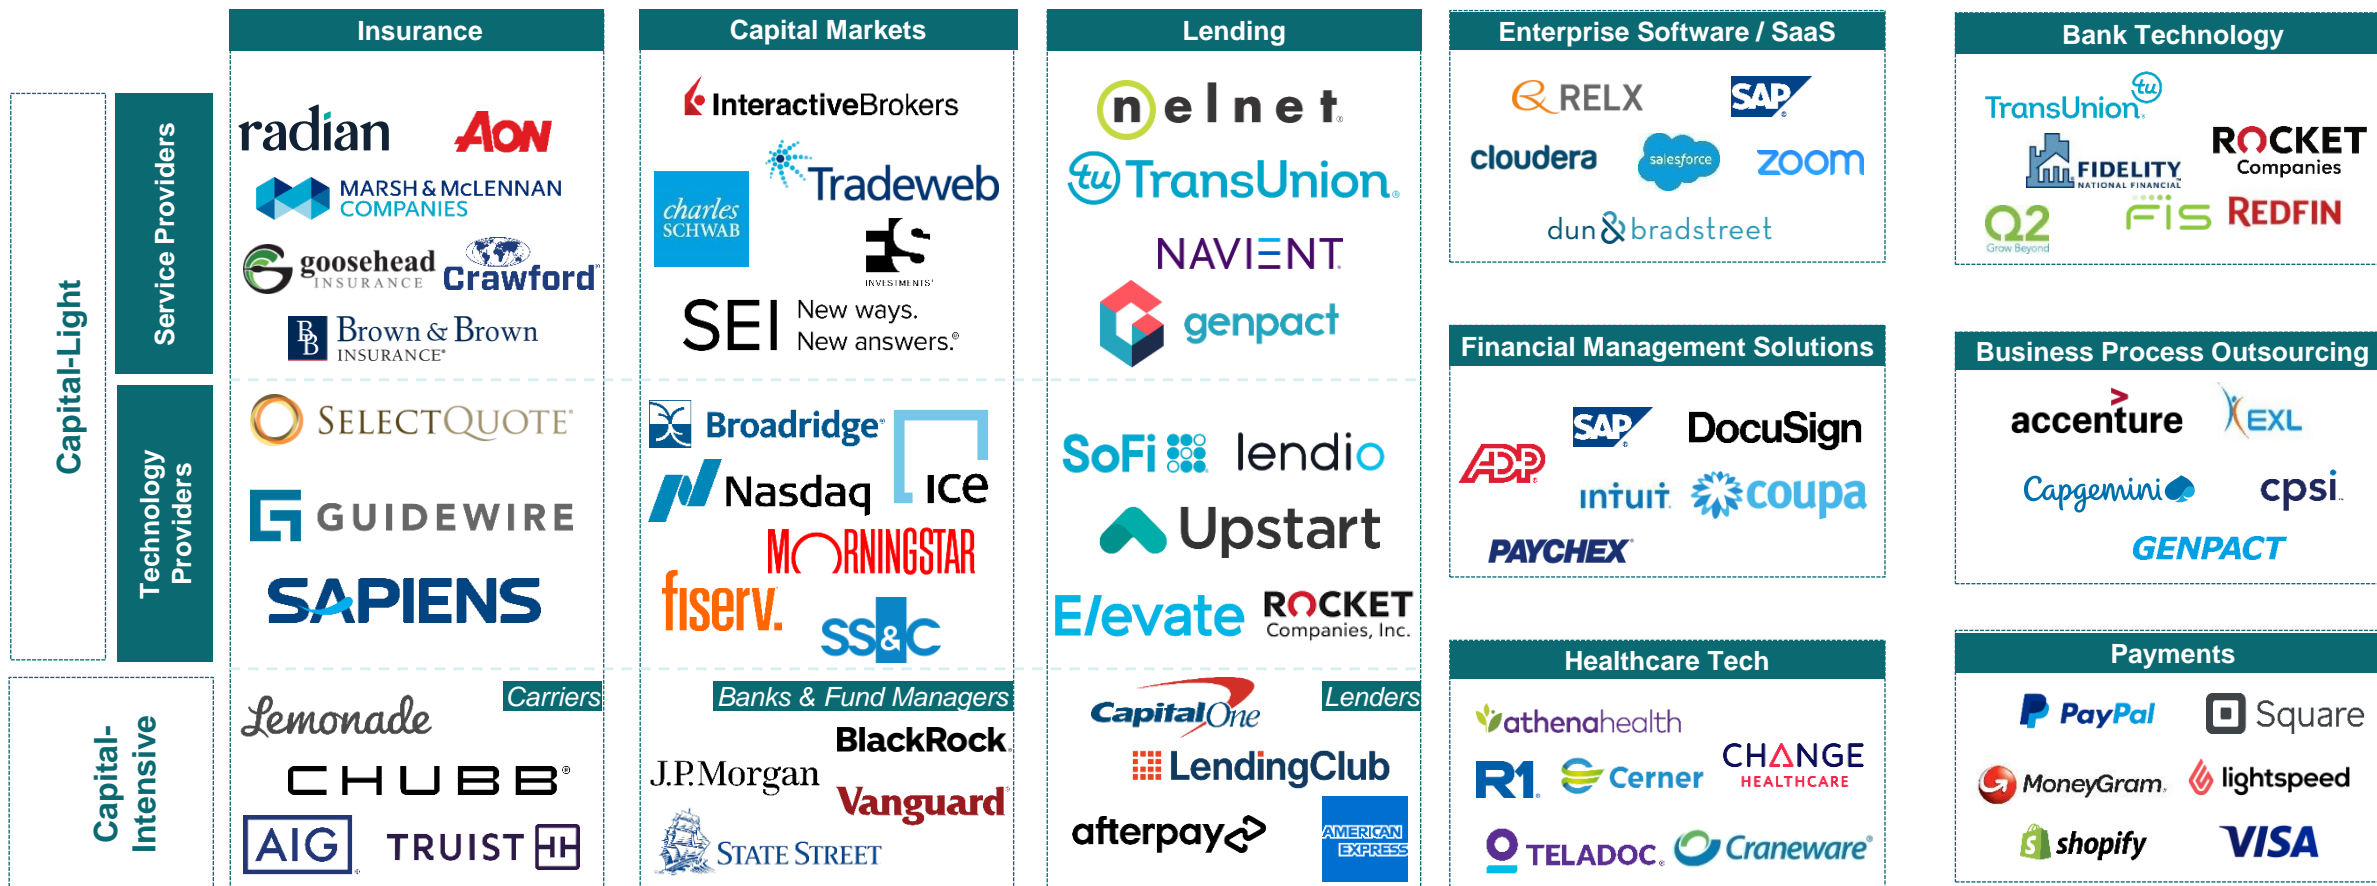 Insurance
Capital Markets
Lending
Enterprise Software / SaaS
Bank Technology
Capital-Light
Service Providers
Technology
Providers
Capital-
Intensive
radian
AON
MARSH & McLENNAN
COMPANIES
goosehead
INSURANCE
Crawford
BB
Brown & Brown
INSURANCE
SELECTQUOTE
GUIDEWIRE
SAPIENS
Carriers
Lemonade
CHUBB®
AIG
TRUIST
InteractiveBrokers
Tradeweb
charles
SCHWAB
FS
INVESTMENTS
SEI
New ways.
New answers.®
Broadridge
ICE
Nasdaq
MORNINGSTAR
fiserv.
SS&C
Banks & Fund Managers
BlackRock
J.P.Morgan
Vanguard
STATE STREET
nelnet
tu TransUnion
NAVIENT
genpact
SoFi
lendio
Upstart
Elevate
ROCKET
Companies, Inc.
Lenders
CapitalOne
LendingClub
afterpay
AMERICAN
EXPRESS
RELX
SAP
cloudera
salesforce
zoom
dun & bradstreet
Financial Management Solutions
SAP
DocuSign
ADP
intuit
coupa
PAYCHEX
Healthcare Tech
athenahealth
CHANGE
HEALTHCARE
R1
Cerner
TELADOC
Craneware®
TransUnion tu
FIDELITY
NATIONAL FINANCIAL
ROCKET
Companies
Q2
Grow Beyond
FIS
REDFIN
Business Process Outsourcing
accenture
EXL
Capgemini
cpsi
GENPACT
Payments
PayPal
Square
MoneyGram
lightspeed
shopify
VISA